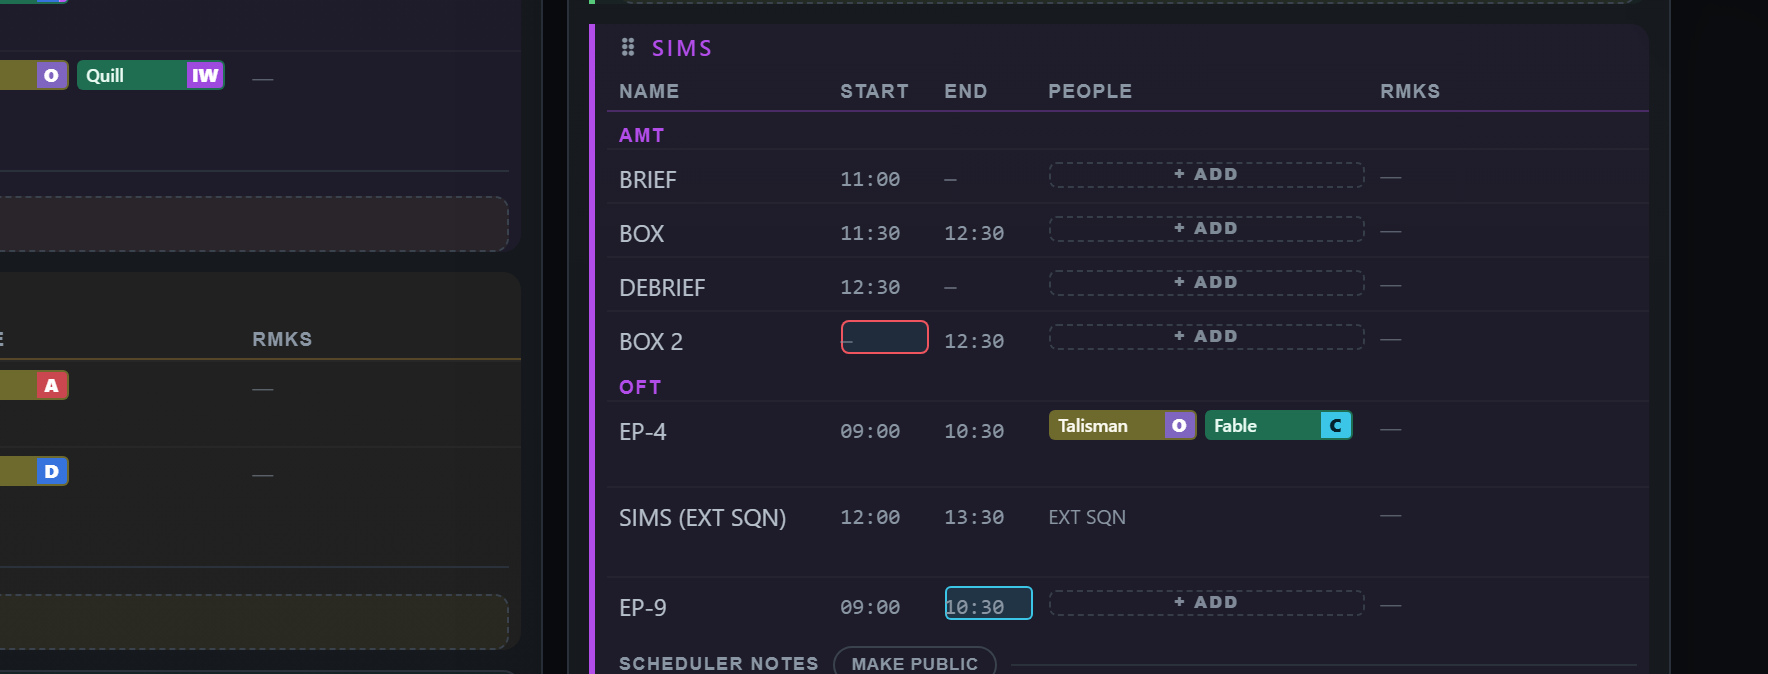 O Quill IW —
RMKS
A —
D —
SIMS
NAME START END PEOPLE RMKS
AMT
BRIEF 11:00 — + ADD —
BOX 11:30 12:30 + ADD —
DEBRIEF 12:30 — + ADD —
BOX 2 — 12:30 + ADD —
OFT
EP-4 09:00 10:30 Talisman O Fable C —
SIMS (EXT SQN) 12:00 13:30 EXT SQN —
EP-9 09:00 10:30 + ADD —
SCHEDULER NOTES MAKE PUBLIC